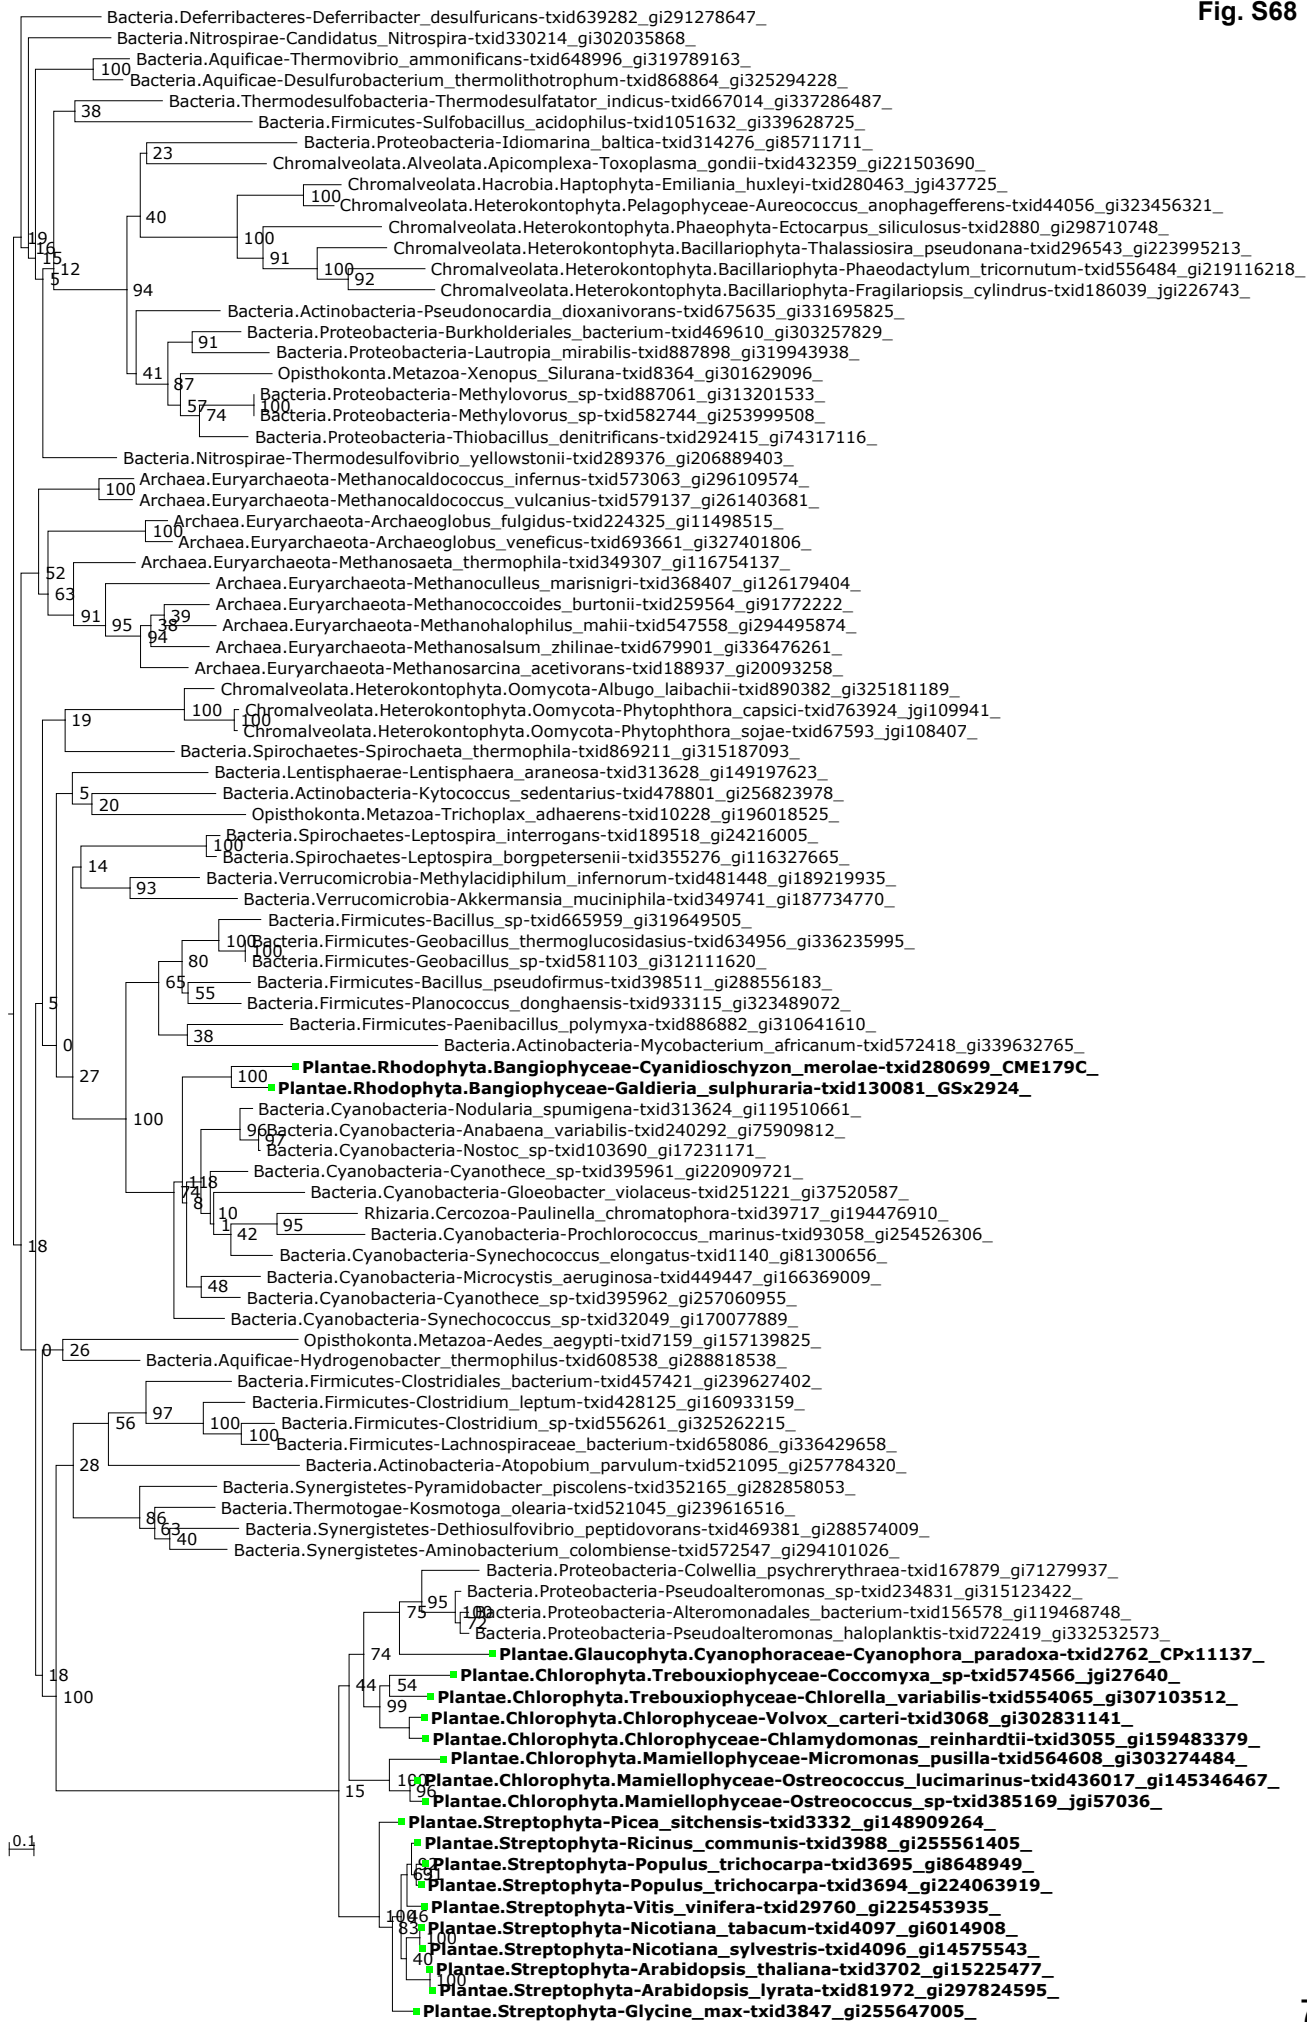 Fig. S68
Bacteria.Deferribacteres-Deferribacter_desulfuricans-txid639282_gi291278647_
Bacteria.Nitrospirae-Candidatus_Nitrospira-txid330214_gi302035868_
Bacteria.Aquificae-Thermovibrio_ammonificans-txid648996_gi319789163_
100
Bacteria.Aquificae-Desulfurobacterium_thermolithotrophum-txid868864_gi325294228_
Bacteria.Thermodesulfobacteria-Thermodesulfatator_indicus-txid667014_gi337286487_
38
Bacteria.Firmicutes-Sulfobacillus_acidophilus-txid1051632_gi339628725_
Bacteria.Proteobacteria-Idiomarina_baltica-txid314276_gi85711711_
23
Chromalveolata.Alveolata.Apicomplexa-Toxoplasma_gondii-txid432359_gi221503690_
Chromalveolata.Hacrobia.Haptophyta-Emiliania_huxleyi-txid280463_jgi437725_
100
Chromalveolata.Heterokontophyta.Pelagophyceae-Aureococcus_anophagefferens-txid44056_gi323456321_
40
Chromalveolata.Heterokontophyta.Phaeophyta-Ectocarpus_siliculosus-txid2880_gi298710748_
19
100
16
Chromalveolata.Heterokontophyta.Bacillariophyta-Thalassiosira_pseudonana-txid296543_gi223995213_
15
91
12
100
Chromalveolata.Heterokontophyta.Bacillariophyta-Phaeodactylum_tricornutum-txid556484_gi219116218_
5
92
94
Chromalveolata.Heterokontophyta.Bacillariophyta-Fragilariopsis_cylindrus-txid186039_jgi226743_
Bacteria.Actinobacteria-Pseudonocardia_dioxanivorans-txid675635_gi331695825_
Bacteria.Proteobacteria-Burkholderiales_bacterium-txid469610_gi303257829_
91
Bacteria.Proteobacteria-Lautropia_mirabilis-txid887898_gi319943938_
41
Opisthokonta.Metazoa-Xenopus_Silurana-txid8364_gi301629096_
87
Bacteria.Proteobacteria-Methylovorus_sp-txid887061_gi313201533_
57
100
74
Bacteria.Proteobacteria-Methylovorus_sp-txid582744_gi253999508_
Bacteria.Proteobacteria-Thiobacillus_denitrificans-txid292415_gi74317116_
Bacteria.Nitrospirae-Thermodesulfovibrio_yellowstonii-txid289376_gi206889403_
Archaea.Euryarchaeota-Methanocaldococcus_infernus-txid573063_gi296109574_
100
Archaea.Euryarchaeota-Methanocaldococcus_vulcanius-txid579137_gi261403681_
Archaea.Euryarchaeota-Archaeoglobus_fulgidus-txid224325_gi11498515_
100
Archaea.Euryarchaeota-Archaeoglobus_veneficus-txid693661_gi327401806_
Archaea.Euryarchaeota-Methanosaeta_thermophila-txid349307_gi116754137_
52
Archaea.Euryarchaeota-Methanoculleus_marisnigri-txid368407_gi126179404_
63
Archaea.Euryarchaeota-Methanococcoides_burtonii-txid259564_gi91772222_
91
39
95
38
Archaea.Euryarchaeota-Methanohalophilus_mahii-txid547558_gi294495874_
94
Archaea.Euryarchaeota-Methanosalsum_zhilinae-txid679901_gi336476261_
Archaea.Euryarchaeota-Methanosarcina_acetivorans-txid188937_gi20093258_
Chromalveolata.Heterokontophyta.Oomycota-Albugo_laibachii-txid890382_gi325181189_
100
Chromalveolata.Heterokontophyta.Oomycota-Phytophthora_capsici-txid763924_jgi109941_
19
100
Chromalveolata.Heterokontophyta.Oomycota-Phytophthora_sojae-txid67593_jgi108407_
Bacteria.Spirochaetes-Spirochaeta_thermophila-txid869211_gi315187093_
Bacteria.Lentisphaerae-Lentisphaera_araneosa-txid313628_gi149197623_
5
Bacteria.Actinobacteria-Kytococcus_sedentarius-txid478801_gi256823978_
20
Opisthokonta.Metazoa-Trichoplax_adhaerens-txid10228_gi196018525_
Bacteria.Spirochaetes-Leptospira_interrogans-txid189518_gi24216005_
100
Bacteria.Spirochaetes-Leptospira_borgpetersenii-txid355276_gi116327665_
14
Bacteria.Verrucomicrobia-Methylacidiphilum_infernorum-txid481448_gi189219935_
93
Bacteria.Verrucomicrobia-Akkermansia_muciniphila-txid349741_gi187734770_
Bacteria.Firmicutes-Bacillus_sp-txid665959_gi319649505_
100
Bacteria.Firmicutes-Geobacillus_thermoglucosidasius-txid634956_gi336235995_
100
80
Bacteria.Firmicutes-Geobacillus_sp-txid581103_gi312111620_
65
Bacteria.Firmicutes-Bacillus_pseudofirmus-txid398511_gi288556183_
55
5
Bacteria.Firmicutes-Planococcus_donghaensis-txid933115_gi323489072_
Bacteria.Firmicutes-Paenibacillus_polymyxa-txid886882_gi310641610_
38
0
Bacteria.Actinobacteria-Mycobacterium_africanum-txid572418_gi339632765_
Plantae.Rhodophyta.Bangiophyceae-Cyanidioschyzon_merolae-txid280699_CME179C_
27
100
Plantae.Rhodophyta.Bangiophyceae-Galdieria_sulphuraria-txid130081_GSx2924_
Bacteria.Cyanobacteria-Nodularia_spumigena-txid313624_gi119510661_
100
96
Bacteria.Cyanobacteria-Anabaena_variabilis-txid240292_gi75909812_
97
Bacteria.Cyanobacteria-Nostoc_sp-txid103690_gi17231171_
Bacteria.Cyanobacteria-Cyanothece_sp-txid395961_gi220909721_
118
74
Bacteria.Cyanobacteria-Gloeobacter_violaceus-txid251221_gi37520587_
8
Rhizaria.Cercozoa-Paulinella_chromatophora-txid39717_gi194476910_
10
1
95
42
Bacteria.Cyanobacteria-Prochlorococcus_marinus-txid93058_gi254526306_
18
Bacteria.Cyanobacteria-Synechococcus_elongatus-txid1140_gi81300656_
Bacteria.Cyanobacteria-Microcystis_aeruginosa-txid449447_gi166369009_
48
Bacteria.Cyanobacteria-Cyanothece_sp-txid395962_gi257060955_
Bacteria.Cyanobacteria-Synechococcus_sp-txid32049_gi170077889_
Opisthokonta.Metazoa-Aedes_aegypti-txid7159_gi157139825_
0
26
Bacteria.Aquificae-Hydrogenobacter_thermophilus-txid608538_gi288818538_
Bacteria.Firmicutes-Clostridiales_bacterium-txid457421_gi239627402_
Bacteria.Firmicutes-Clostridium_leptum-txid428125_gi160933159_
97
56
100
Bacteria.Firmicutes-Clostridium_sp-txid556261_gi325262215_
100
Bacteria.Firmicutes-Lachnospiraceae_bacterium-txid658086_gi336429658_
28
Bacteria.Actinobacteria-Atopobium_parvulum-txid521095_gi257784320_
Bacteria.Synergistetes-Pyramidobacter_piscolens-txid352165_gi282858053_
Bacteria.Thermotogae-Kosmotoga_olearia-txid521045_gi239616516_
86
63
Bacteria.Synergistetes-Dethiosulfovibrio_peptidovorans-txid469381_gi288574009_
40
Bacteria.Synergistetes-Aminobacterium_colombiense-txid572547_gi294101026_
Bacteria.Proteobacteria-Colwellia_psychrerythraea-txid167879_gi71279937_
Bacteria.Proteobacteria-Pseudoalteromonas_sp-txid234831_gi315123422_
95
75
100
Bacteria.Proteobacteria-Alteromonadales_bacterium-txid156578_gi119468748_
72
Bacteria.Proteobacteria-Pseudoalteromonas_haloplanktis-txid722419_gi332532573_
74
Plantae.Glaucophyta.Cyanophoraceae-Cyanophora_paradoxa-txid2762_CPx11137_
18
Plantae.Chlorophyta.Trebouxiophyceae-Coccomyxa_sp-txid574566_jgi27640_
44
54
100
Plantae.Chlorophyta.Trebouxiophyceae-Chlorella_variabilis-txid554065_gi307103512_
99
Plantae.Chlorophyta.Chlorophyceae-Volvox_carteri-txid3068_gi302831141_
Plantae.Chlorophyta.Chlorophyceae-Chlamydomonas_reinhardtii-txid3055_gi159483379_
Plantae.Chlorophyta.Mamiellophyceae-Micromonas_pusilla-txid564608_gi303274484_
100
Plantae.Chlorophyta.Mamiellophyceae-Ostreococcus_lucimarinus-txid436017_gi145346467_
15
96
Plantae.Chlorophyta.Mamiellophyceae-Ostreococcus_sp-txid385169_jgi57036_
Plantae.Streptophyta-Picea_sitchensis-txid3332_gi148909264_
0.1
Plantae.Streptophyta-Ricinus_communis-txid3988_gi255561405_
Plantae.Streptophyta-Populus_trichocarpa-txid3695_gi8648949_
Plantae.Streptophyta-Populus_trichocarpa-txid3694_gi224063919_
Plantae.Streptophyta-Vitis_vinifera-txid29760_gi225453935_
100
46
83
Plantae.Streptophyta-Nicotiana_tabacum-txid4097_gi6014908_
100
Plantae.Streptophyta-Nicotiana_sylvestris-txid4096_gi14575543_
40
Plantae.Streptophyta-Arabidopsis_thaliana-txid3702_gi15225477_
100
Plantae.Streptophyta-Arabidopsis_lyrata-txid81972_gi297824595_
Plantae.Streptophyta-Glycine_max-txid3847_gi255647005_